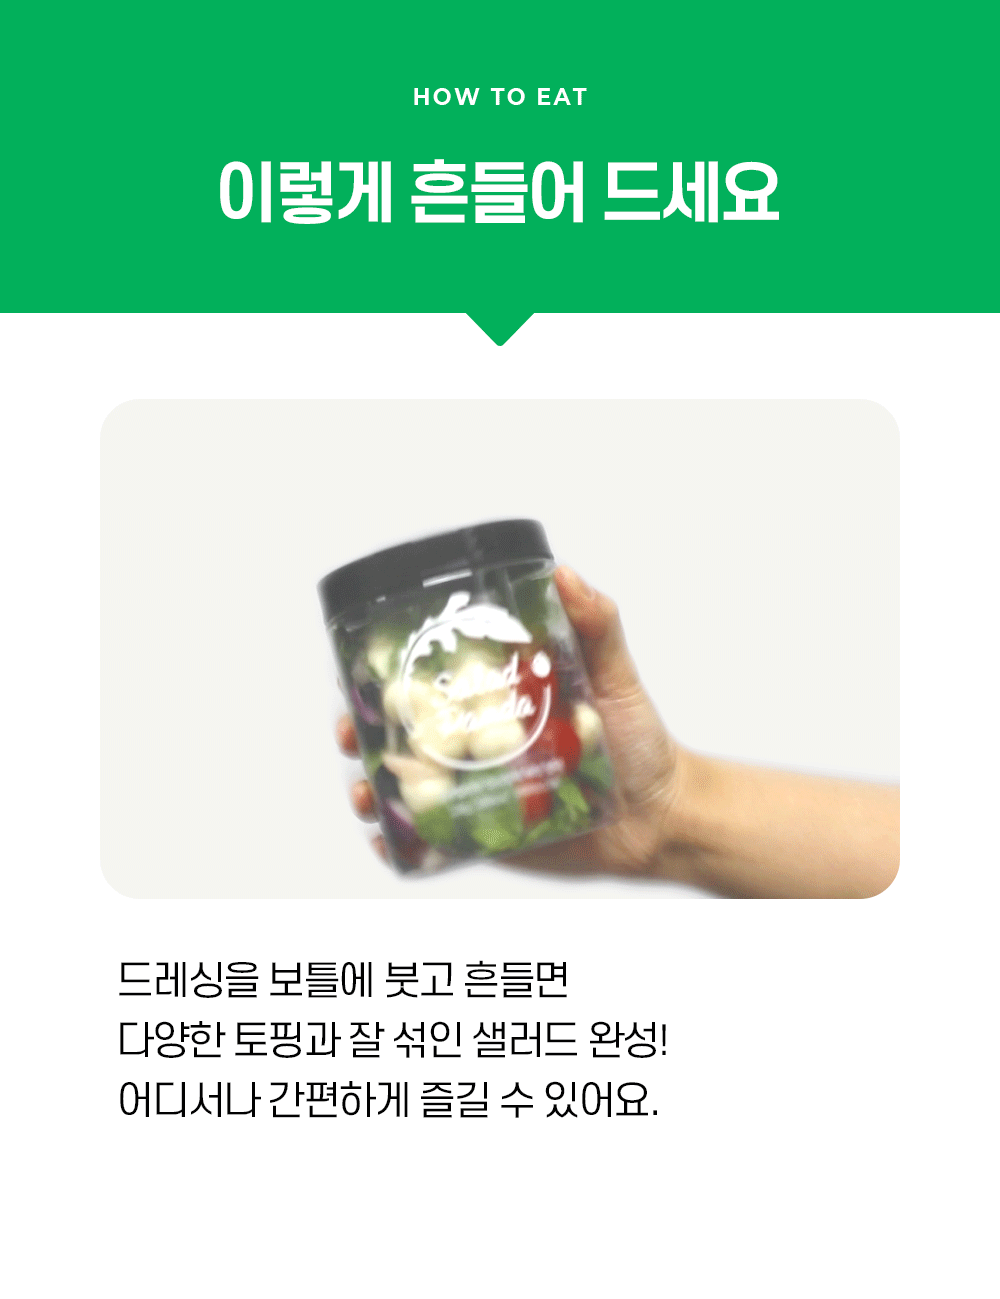 HOW TO EAT
이렇게 흔들어 드세요
Salad
Panda
드레싱을 보틀에 붓고 흔들면
다양한 토핑과 잘 섞인 샐러드 완성!
어디서나 간편하게 즐길 수 있어요.